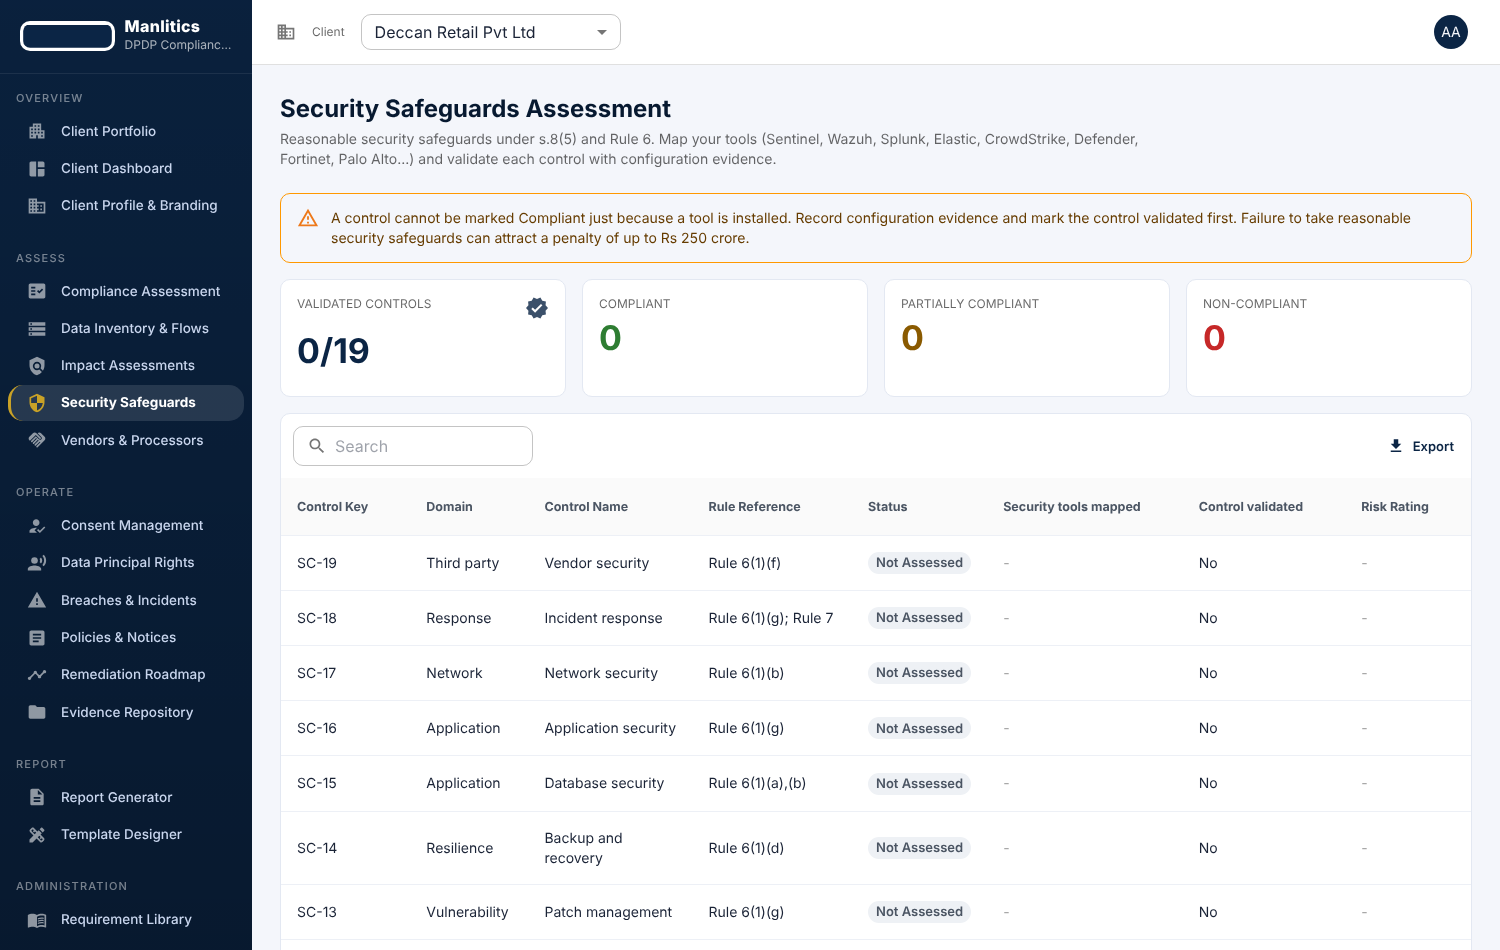 Manlitics
DPDP Complianc...
OVERVIEW
Client Portfolio
Client Dashboard
Client Profile & Branding
ASSESS
Compliance Assessment
Data Inventory & Flows
Impact Assessments
Security Safeguards
Vendors & Processors
OPERATE
Consent Management
Data Principal Rights
Breaches & Incidents
Policies & Notices
Remediation Roadmap
Evidence Repository
REPORT
Report Generator
Template Designer
ADMINISTRATION
Requirement Library
Client
Deccan Retail Pvt Ltd
AA
Security Safeguards Assessment
Reasonable security safeguards under s.8(5) and Rule 6. Map your tools (Sentinel, Wazuh, Splunk, Elastic, CrowdStrike, Defender,
Fortinet, Palo Alto...) and validate each control with configuration evidence.
A control cannot be marked Compliant just because a tool is installed. Record configuration evidence and mark the control validated first. Failure to take reasonable
security safeguards can attract a penalty of up to Rs 250 crore.
VALIDATED CONTROLS
0/19
COMPLIANT
0
PARTIALLY COMPLIANT
0
NON-COMPLIANT
0
Search
Export
Control Key Domain Control Name Rule Reference Status Security tools mapped Control validated Risk Rating
SC-19 Third party Vendor security Rule 6(1)(f) Not Assessed - No -
SC-18 Response Incident response Rule 6(1)(g); Rule 7 Not Assessed - No -
SC-17 Network Network security Rule 6(1)(b) Not Assessed - No -
SC-16 Application Application security Rule 6(1)(g) Not Assessed - No -
SC-15 Application Database security Rule 6(1)(a),(b) Not Assessed - No -
SC-14 Resilience Backup and recovery Rule 6(1)(d) Not Assessed - No -
SC-13 Vulnerability Patch management Rule 6(1)(g) Not Assessed - No -